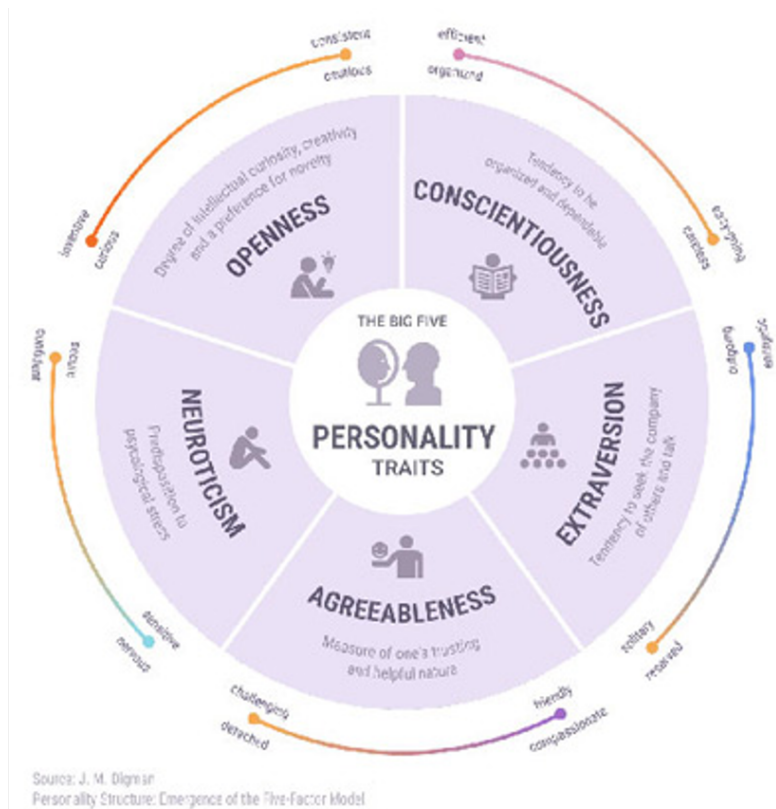 consistent
cautious
efficient
organized
inventive
curious
Degree of intellectual curiosity, creativity
and a preference for novelty
OPENNESS
Tendency to be
organized and dependable
CONSCIENTIOUSNESS
careless
THE BIG FIVE
PERSONALITY
TRAITS
secure
confident
NEUROTICISM
Predisposition to
psycological stress
sensitive
nervous
energetic
outgoing
EXTRAVERSION
Tendency to seek the company
of others and talk
solitary
reserved
AGREEABLENESS
Measure of one's trusting
and helpful nature
challenging
detached
friendly
compassionate
Source: J. M. Digman
Personality Structure: Emergence of the Five-Factor Model